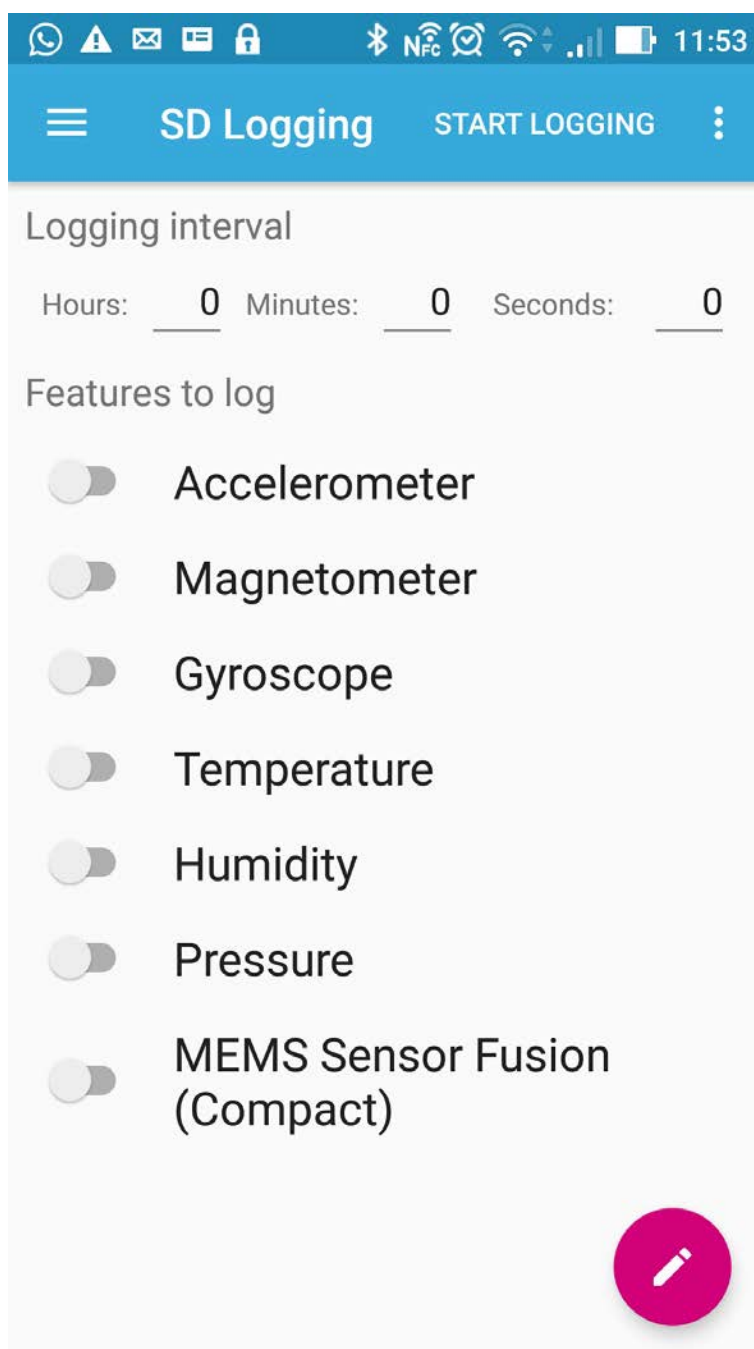 NFC 11:53
SD Logging START LOGGING
Logging interval
Hours: 0 Minutes: 0 Seconds: 0
Features to log
Accelerometer
Magnetometer
Gyroscope
Temperature
Humidity
Pressure
MEMS Sensor Fusion
(Compact)